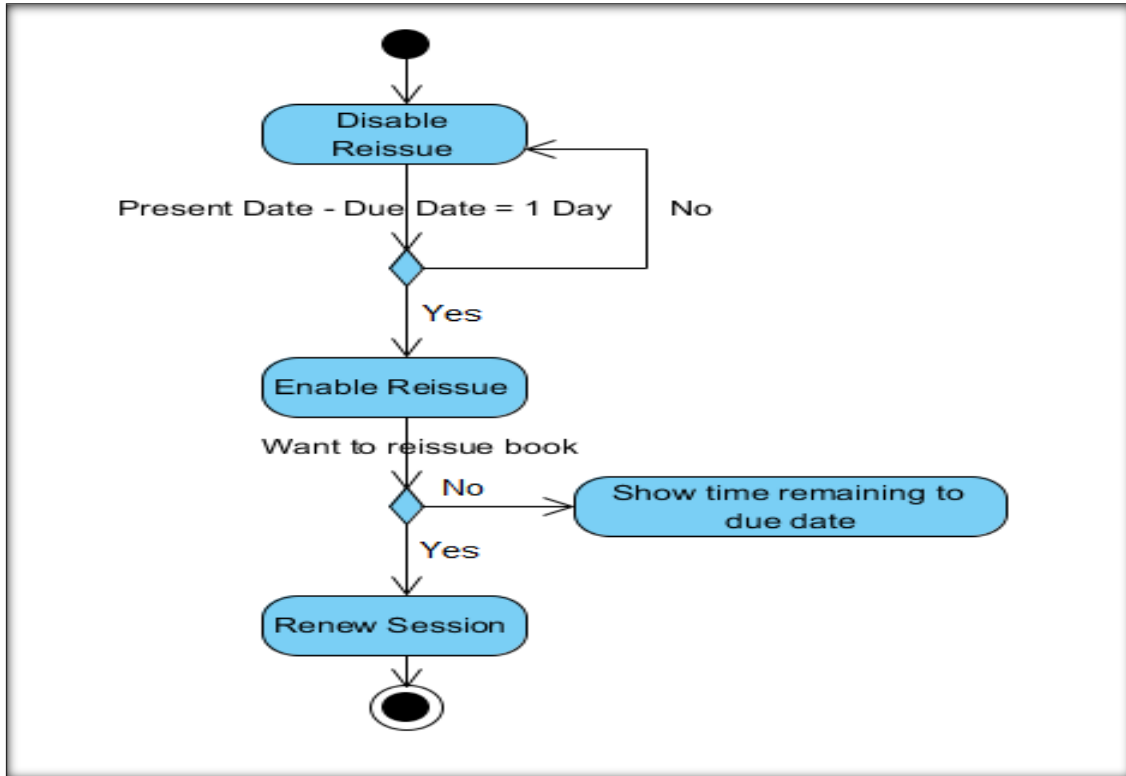 Disable
Reissue
Present Date - Due Date = 1 Day
No
Yes
Enable Reissue
Want to reissue book
No
Show time remaining to
due date
Yes
Renew Session